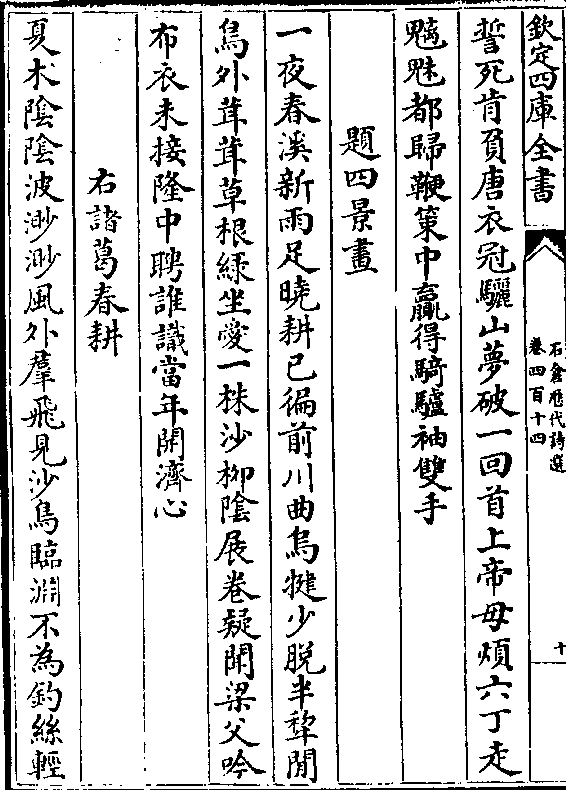 欽定四庫全書
石倉歷代詩選
卷四百十四
十
誓死肯負唐衣冠驪山夢破一回首上帝毋煩六丁走
魑魅都歸鞭策中贏得騎驢袖雙手
題四景畫
一夜春溪新雨足曉耕已徧前川曲烏犍少脫半犂閒
烏外茸茸草根緑坐愛一株沙柳陰展卷疑聞梁父吟
布衣未接隆中聘誰識當年開濟心
右諸葛春耕
夏木陰陰波渺渺風外羣飛見沙鳥臨淵不為釣絲輕